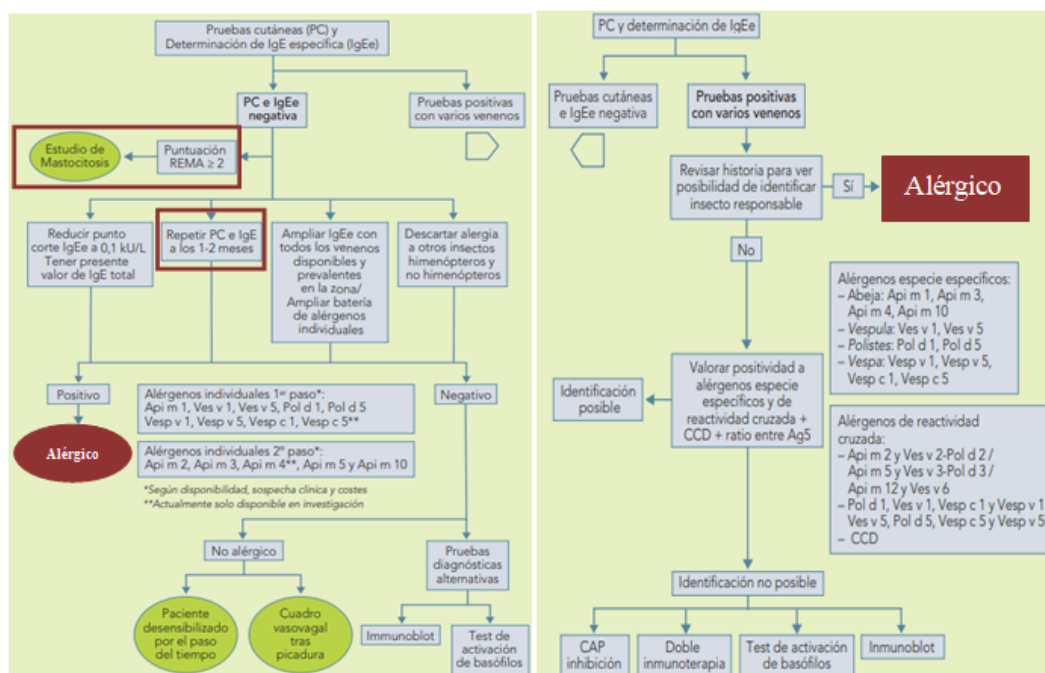 Pruebas cutáneas (PC) y
Determinación de IgE específica (IgEe)
PC e IgEe
negativa
Pruebas positivas
con varios venenos
Estudio de
Mastocitosis
Puntuación
REMA ≥ 2
Reducir punto
corte IgEe a 0,1 kU/L
Tener presente
valor de IgE total
Repetir PC e IgE
a los 1-2 meses
Ampliar IgE con
todos los venenos
disponibles y
prevalentes
en la zona/
Ampliar batería
de alérgenos
individuales
Descartar alergia
a otros insectos
himenópteros y
no himenópteros
Positivo
Alérgenos individuales 1er paso*:
Api m 1, Ves v 1, Ves v 5, Pol d 1, Pol d 5
Vesp v 1, Vesp v 5, Vesp c 1, Vesp c 5**
Negativo
Alérgico
Alérgenos individuales 2º paso*:
Api m 2, Api m 3, Api m 4**, Api m 5 y Api m 10
*Según disponibilidad, sospecha clínica y costes
**Actualmente solo disponible en investigación
No alérgico
Pruebas
diagnósticas
alternativas
Paciente
desensibilizado
por el paso
del tiempo
Cuadro
vasovagal
tras
picadura
Immunoblot
Test de
activación
de basófilos
PC y determinación de IgEe
Pruebas cutáneas
e IgEe negativa
Pruebas positivas
con varios venenos
Revisar historia para ver
posibilidad de identificar
insecto responsable
Sí
Alérgico
No
Alérgenos especie específicos:
– Abeja: Api m 1, Api m 3,
Api m 4, Api m 10
– Vespula: Ves v 1, Ves v 5
– Polistes: Pol d 1, Pol d 5
– Vespa: Vesp v 1, Vesp v 5,
Vesp c 1, Vesp c 5
Identificación
posible
Valorar positividad a
alérgenos especie
específicos y de
reactividad cruzada +
CCD + ratio entre Ag5
Alérgenos de reactividad
cruzada:
– Api m 2 y Ves v 2-Pol d 2 /
Api m 5 y Ves v 3-Pol d 3 /
Api m 12 y Ves v 6
– Pol d 1, Ves v 1, Vesp c 1 y Vesp v 1
Ves v 5, Pol d 5, Vesp c 5 y Vesp v 5
– CCD
Identificación no posible
CAP
inhibición
Doble
inmunoterapia
Test de activación
de basófilos
Inmunoblot